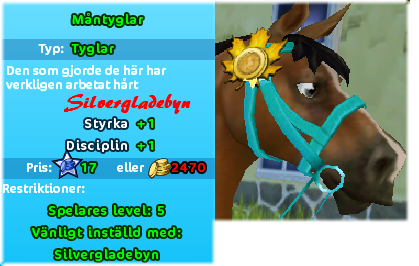 Måntyglar
Typ: Tyglar
Den som gjorde de här har
verkligen arbetat hårt
Silvergladebyn
Styrka +1
Disciplin +1
Pris: 17 eller 2470
Restriktioner:
Spelares level: 5
Vänligt inställd med:
Silvergladebyn